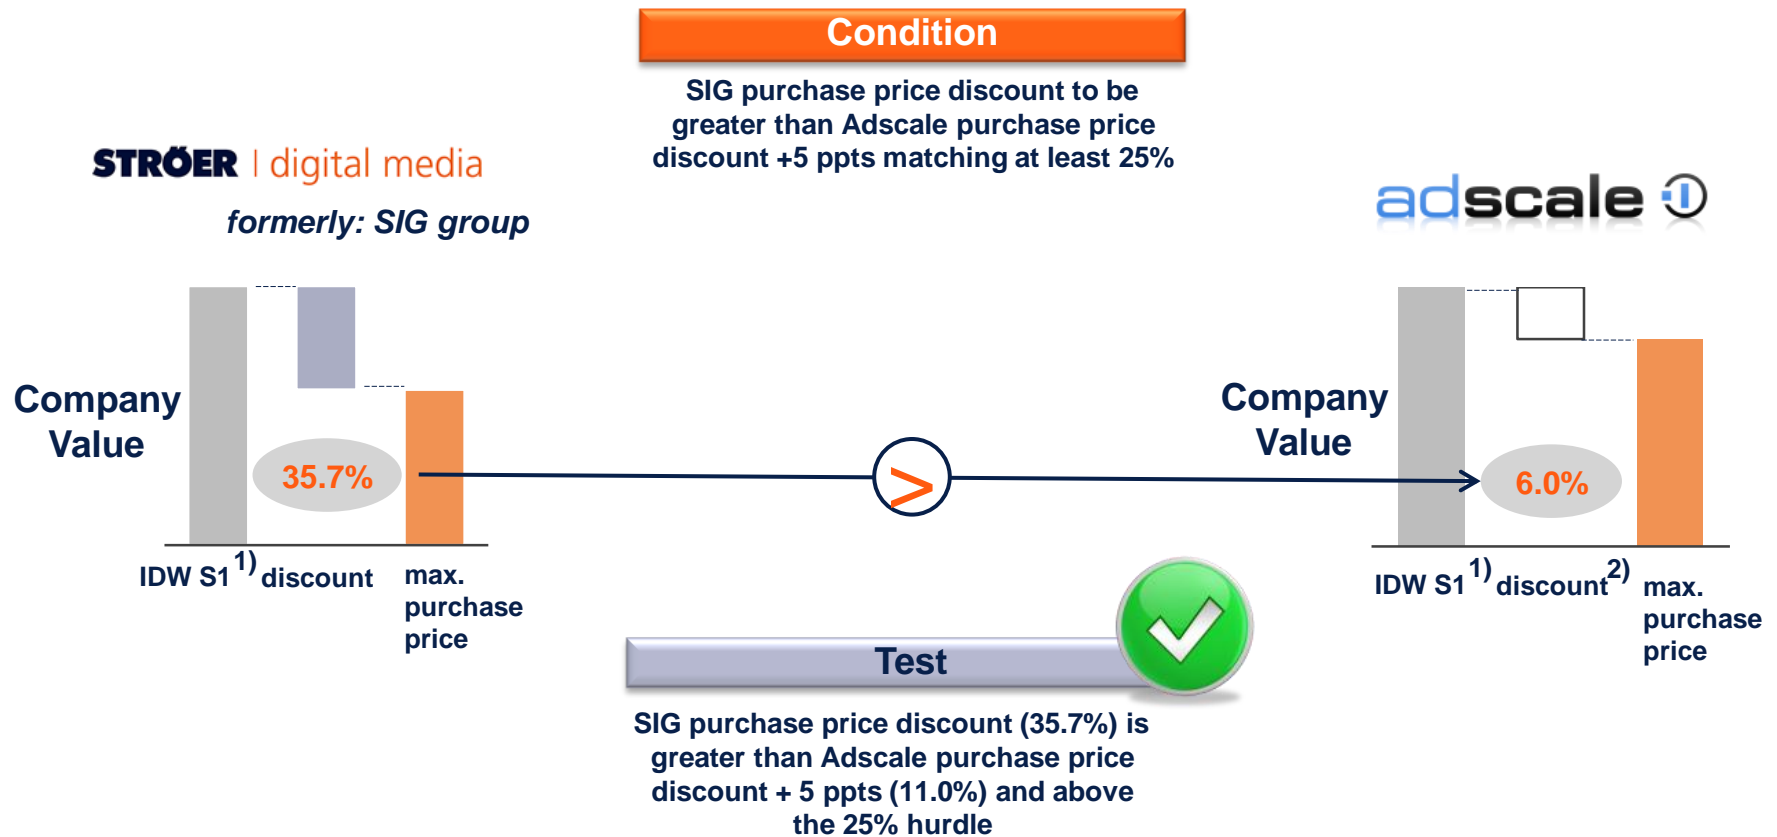 Condition
SIG purchase price discount to be
greater than Adscale purchase price
discount +5 ppts matching at least 25%
STRÖER | digital media
formerly: SIG group
adscale
Company
Value
35.7%
IDW S1 1) discount
max.
purchase
price
>
Company
Value
6.0%
IDW S1 1) discount 2)
max.
purchase
price
Test
SIG purchase price discount (35.7%) is
greater than Adscale purchase price
discount + 5 ppts (11.0%) and above
the 25% hurdle